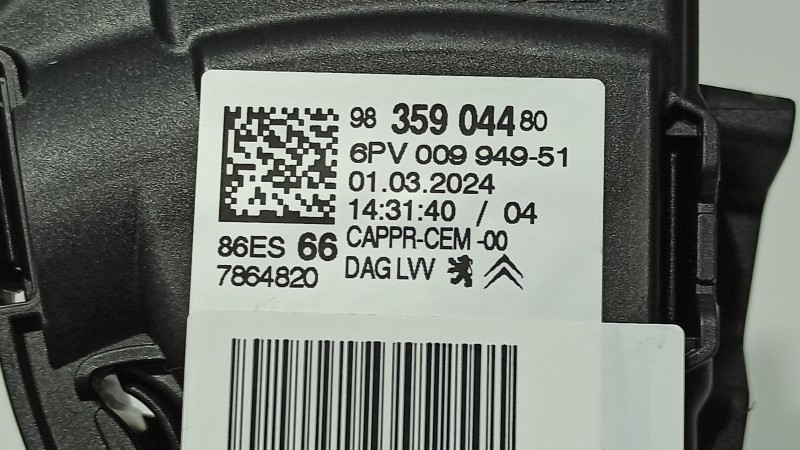 98 359 044 80
6PV 009 949-51
01.03.2024
14:31:40 / 04
86ES 66 CAPPR-CEM -00
7864820 DAG LVV